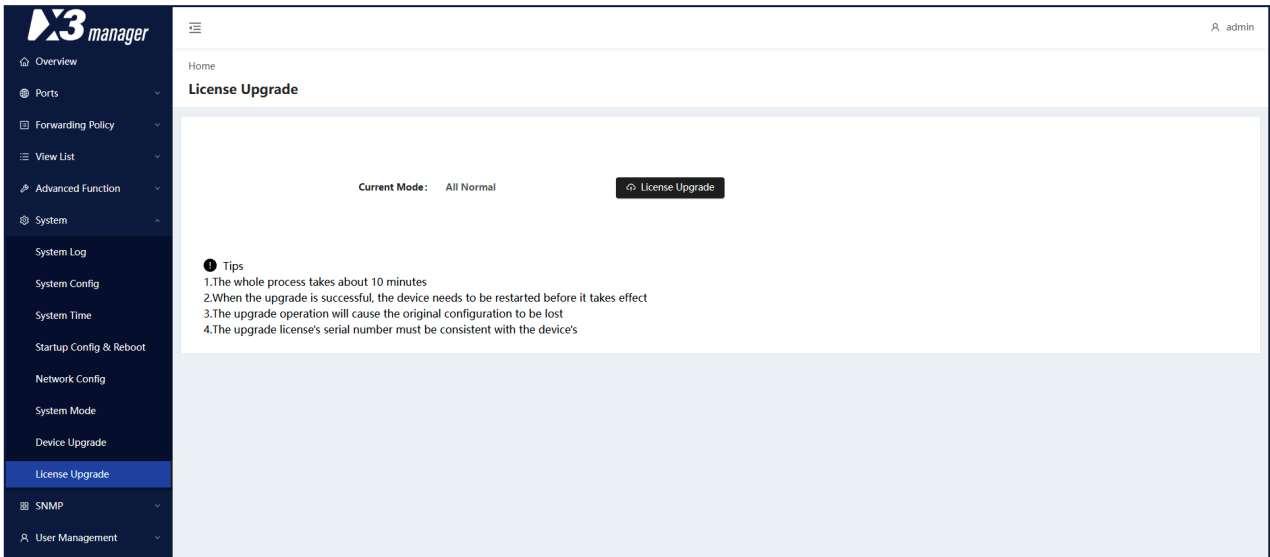 X3 manager
admin
Overview
Home
Ports
License Upgrade
Forwarding Policy
View List
Advanced Function
Current Mode: All Normal
License Upgrade
System
System Log
System Config
System Time
Startup Config & Reboot
Network Config
System Mode
Device Upgrade
License Upgrade
SNMP
User Management
Tips
1.The whole process takes about 10 minutes
2.When the upgrade is successful, the device needs to be restarted before it takes effect
3.The upgrade operation will cause the original configuration to be lost
4.The upgrade license's serial number must be consistent with the device's